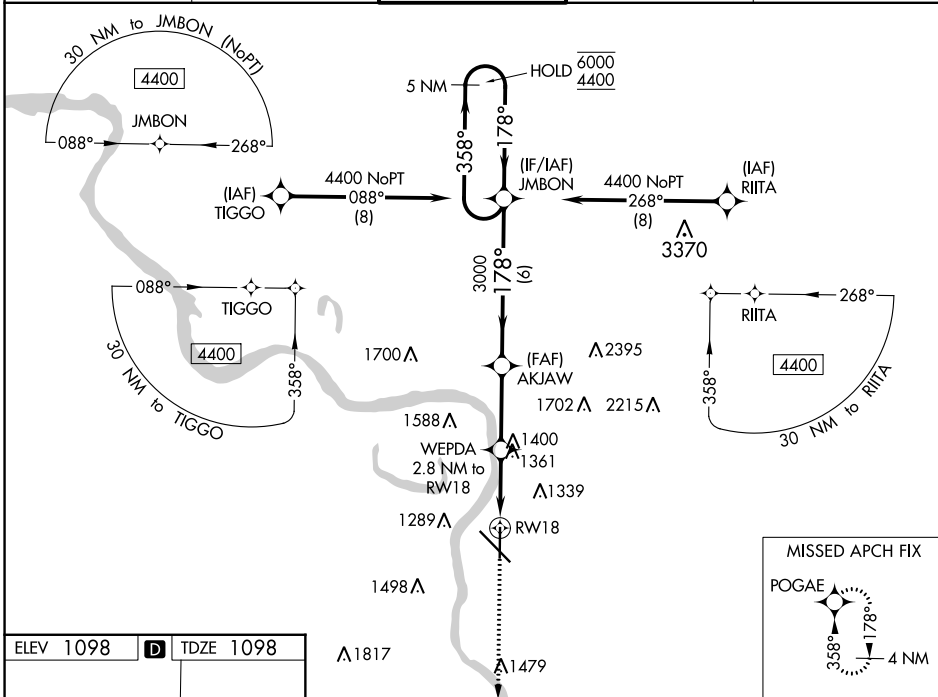 30 NM to JMBON (NoPT)
4400
JMBON
088°
268°
5 NM
HOLD
6000
4400
358°
178°
(IF/IAF)
JMBON
(IAF)
TIGGO
4400 NoPT
088°
(8)
4400 NoPT
268°
(8)
(IAF)
RIITA
3370
3000
178°
(6)
088°
TIGGO
4400
358°
30 NM to TIGGO
268°
RIITA
4400
358°
30 NM to RIITA
1700
2395
(FAF)
AKJAW
1702
2215
1588
1400
WEPDA
2.8 NM to
RW18
1361
1339
1289
RW18
1498
MISSED APCH FIX
POGAE
358°
178°
4 NM
ELEV 1098
D
TDZE 1098
1817
1479